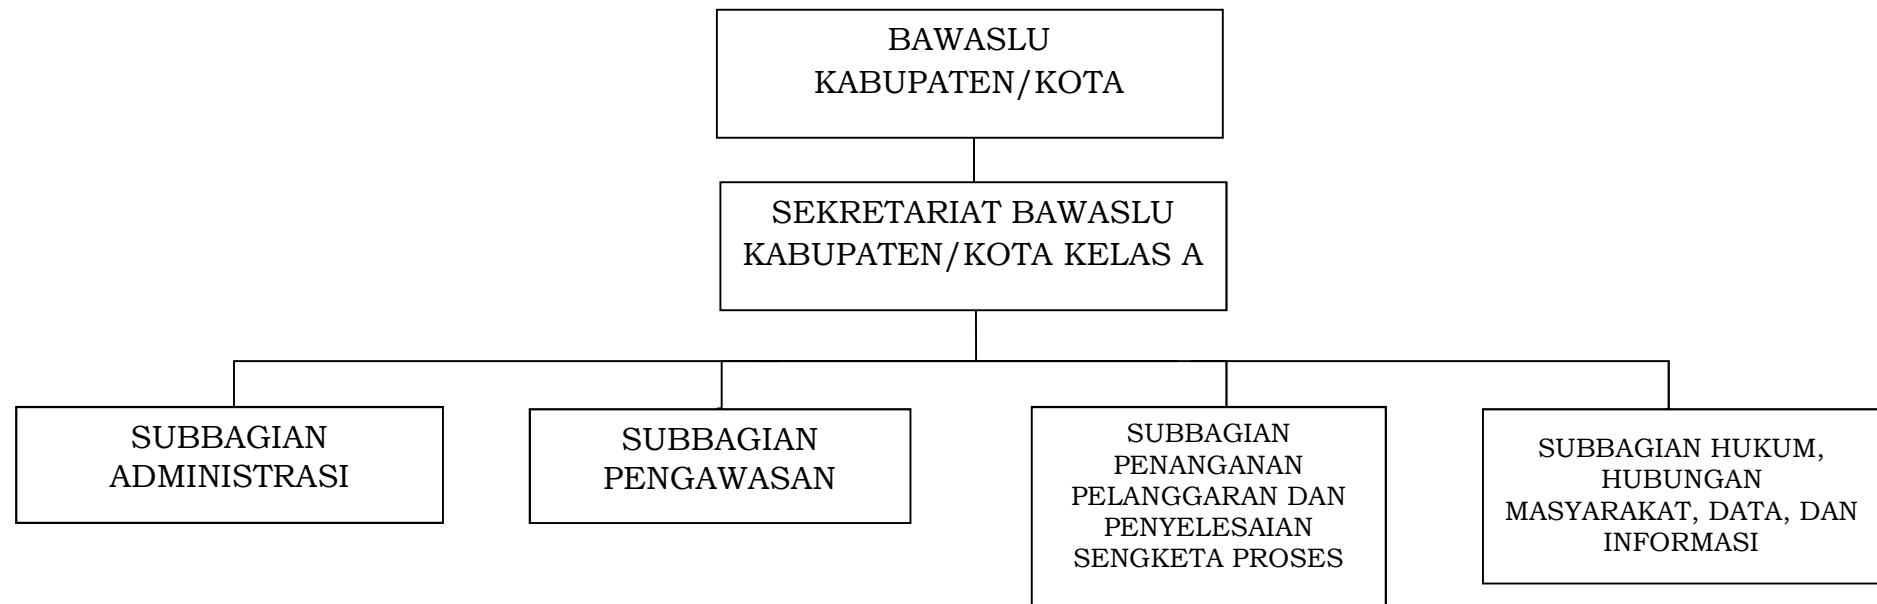 BAWASLU
KABUPATEN/KOTA
SEKRETARIAT BAWASLU
KABUPATEN/KOTA KELAS A
SUBBAGIAN
ADMINISTRASI
SUBBAGIAN
PENGAWASAN
SUBBAGIAN
PENANGANAN
PELANGGARAN DAN
PENYELESAIAN
SENGKETA PROSES
SUBBAGIAN HUKUM,
HUBUNGAN
MASYARAKAT, DATA, DAN
INFORMASI